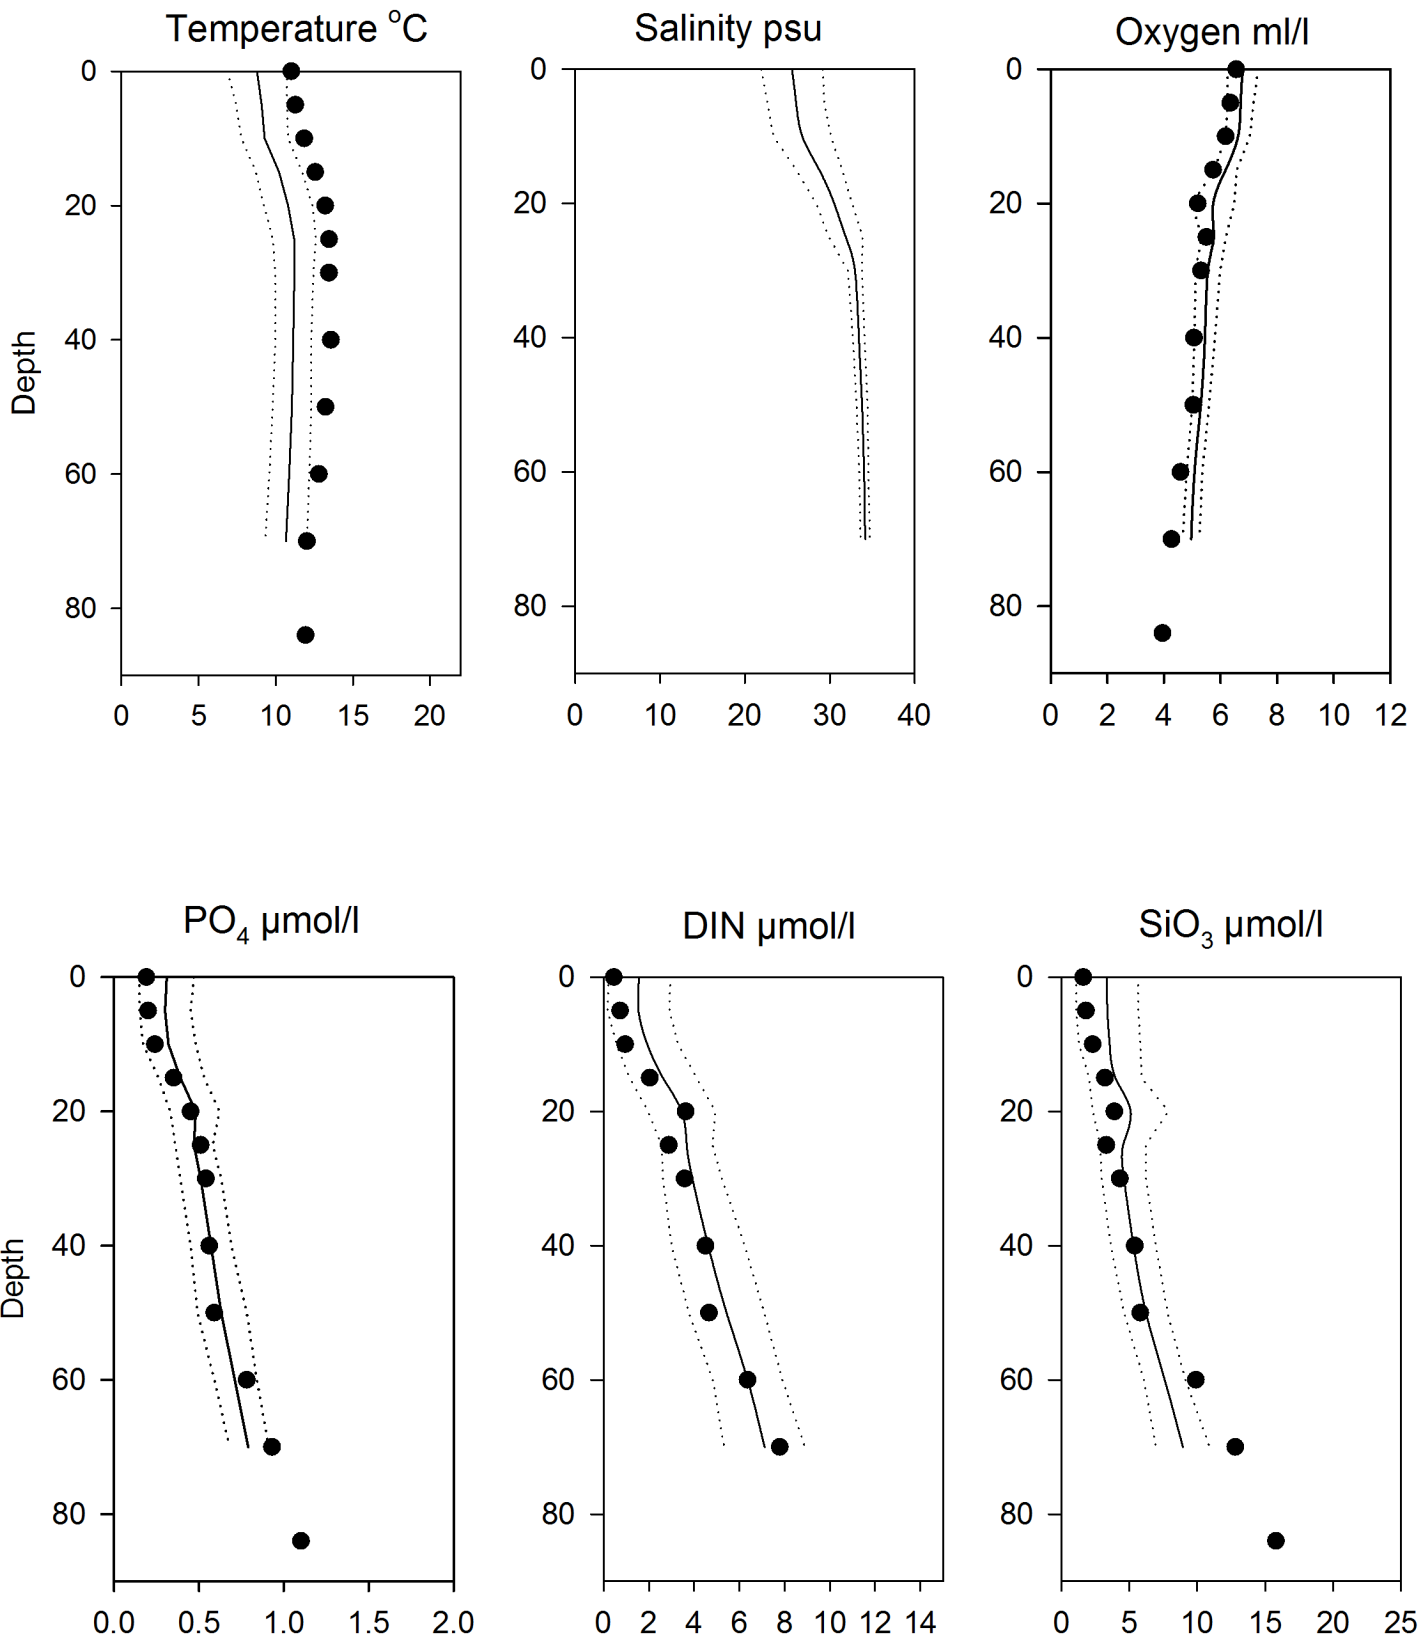 Temperature °C
Salinity psu
Oxygen ml/l
0
20
40
60
80
Depth
0 5 10 15 20
0
20
40
60
80
0 10 20 30 40
0
20
40
60
80
0 2 4 6 8 10 12
PO₄ µmol/l
DIN µmol/l
SiO₃ µmol/l
0
20
40
60
80
Depth
0.0 0.5 1.0 1.5 2.0
0
20
40
60
80
0 2 4 6 8 10 12 14
0
20
40
60
80
0 5 10 15 20 25